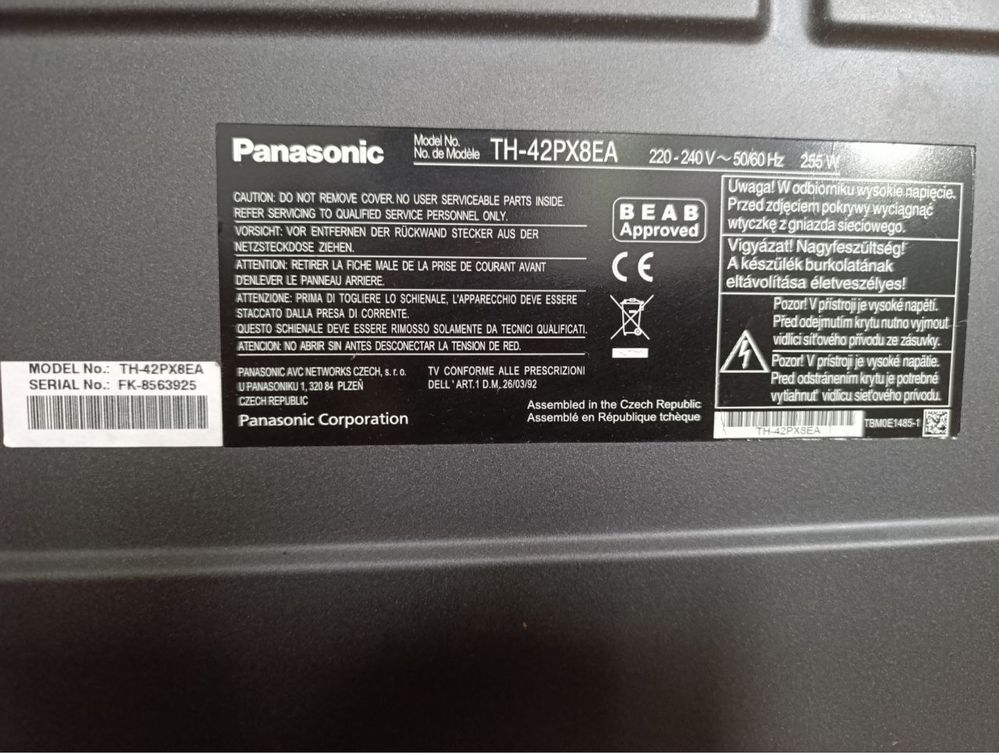 Panasonic
Model No.
No. de Modèle
TH-42PX8EA
220-240 V ~ 50/60 Hz 255 W
CAUTION: DO NOT REMOVE COVER. NO USER SERVICEABLE PARTS INSIDE.
REFER SERVICING TO QUALIFIED SERVICE PERSONNEL ONLY.
VORSICHT: VOR ENTFERNEN DER RÜCKWAND STECKER AUS DER
NETZSTECKDOSE ZIEHEN.
ATTENTION: RETIRER LA FICHE MALE DE LA PRISE DE COURANT AVANT
D'ENLEVER LE PANNEAU ARRIERE.
ATTENZIONE: PRIMA DI TOGLIERE LO SCHIENALE, L'APPARECCHIO DEVE ESSERE
STACCATO DALLA PRESA DI CORRENTE.
QUESTO SCHIENALE DEVE ESSERE RIMOSSO SOLAMENTE DA TECNICI QUALIFICATI.
ATENCION: NO ABRIR SIN ANTES DESCONECTAR LA TENSION DE RED.
PANASONIC AVC NETWORKS CZECH, s. r. o.
U PANASONIKU 1, 320 84 PLZEŇ
CZECH REPUBLIC
Panasonic Corporation
TV CONFORME ALLE PRESCRIZIONI
DELL 'ART.1 D.M, 26/03/92
Assembled in the Czech Republic
Assemblé en République tchèque
BEAB
Approved
CE
Uwaga! W odbiorniku wysokie napięcie.
Przed zdjęciem pokrywy wyciągnąć
wtyczkę z gniazda sieciowego.
Vigyázat! Nagyfeszültség!
A készülék burkolatának
eltávolítása életveszélyes!
Pozor! V přístroji je vysoké napětí.
Před odejmutím krytu nutno vyjmout
vidlici síťového přívodu ze zásuvky.
Pozor! V prístroji je vysoké napätie.
Pred odstránením krytu je potrebné
vytiahnuť vidlicu sieťového prívodu.
TH-42PX8EA
TBM0E1485-1
MODEL No.: TH-42PX8EA
SERIAL No.: FK-8563925